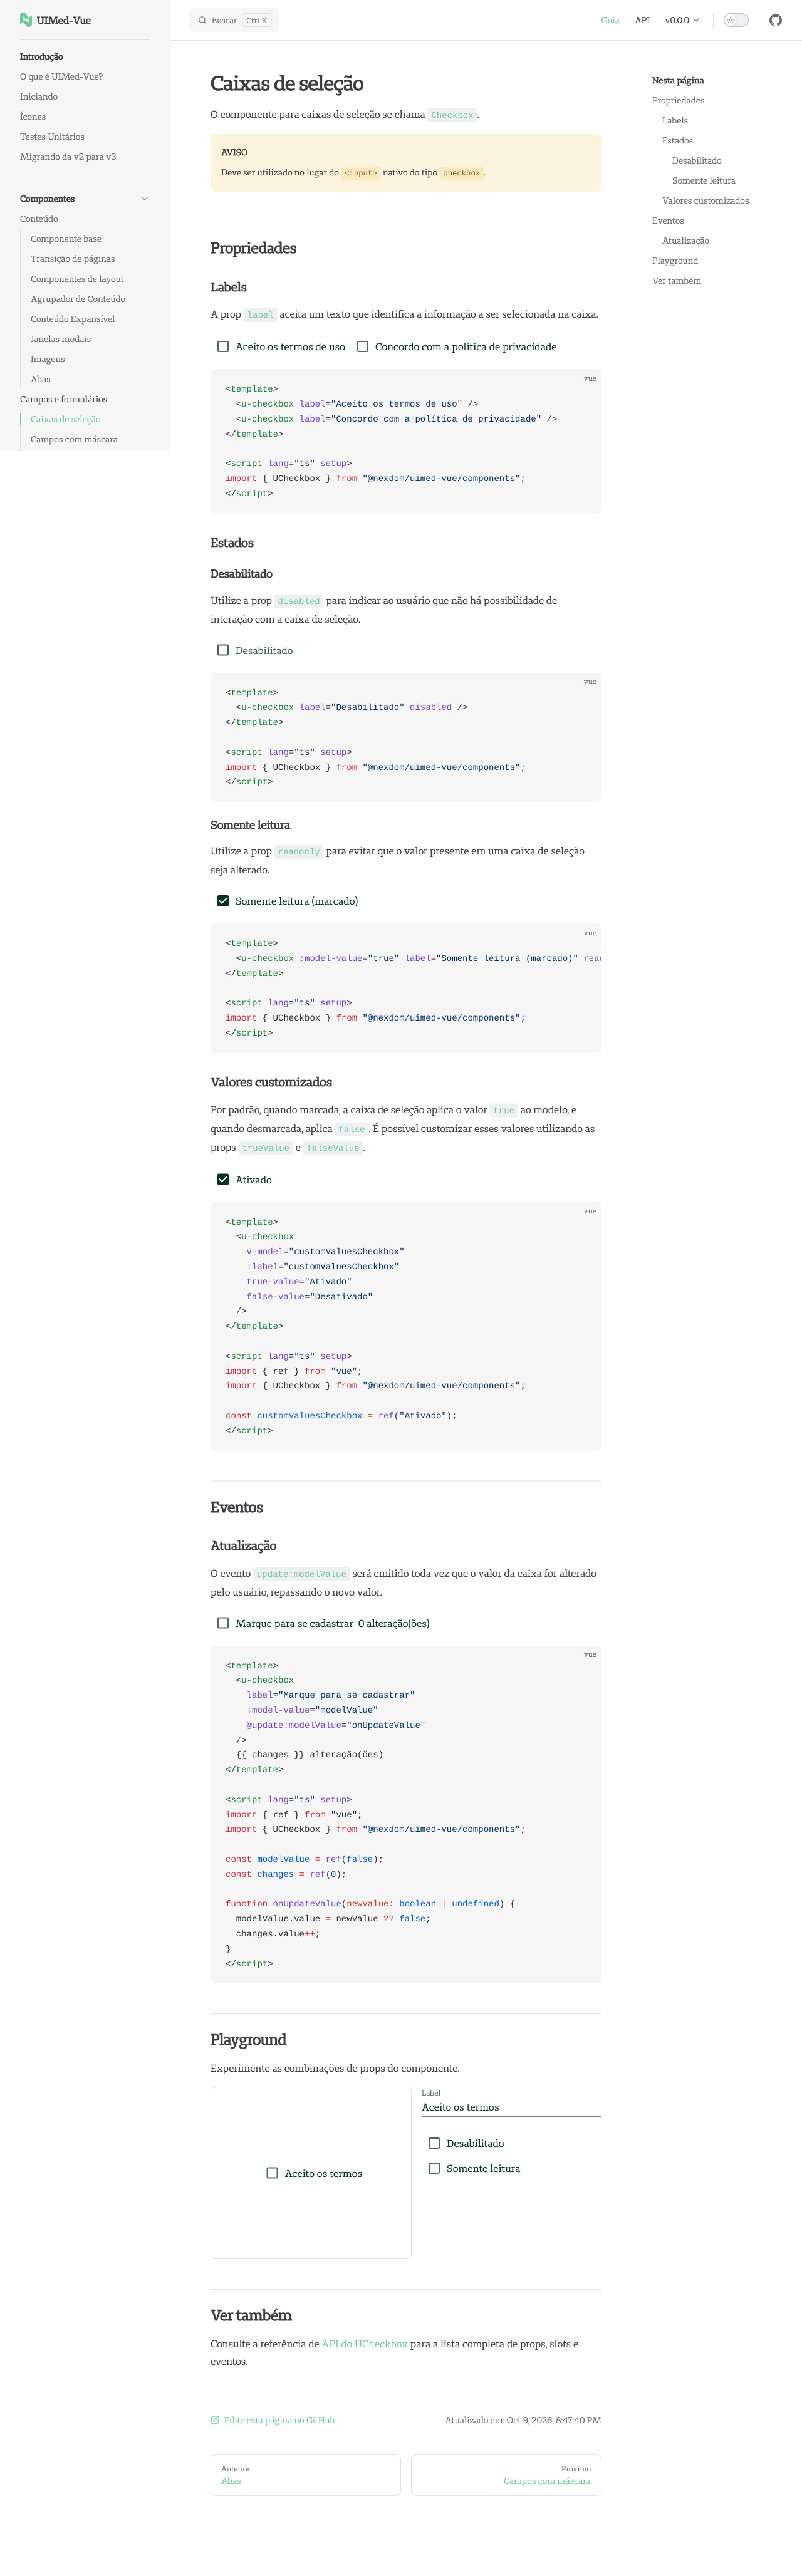 UIMed-Vue
Buscar Ctrl K
Guia API v0.0.0
Introdução
O que é UIMed-Vue?
Iniciando
Ícones
Testes Unitários
Migrando da v2 para v3
Componentes
Conteúdo
Componente base
Transição de páginas
Componentes de layout
Agrupador de Conteúdo
Conteúdo Expansível
Janelas modais
Imagens
Abas
Campos e formulários
Caixas de seleção
Campos com máscara
Nesta página
Propriedades
Labels
Estados
Desabilitado
Somente leitura
Valores customizados
Eventos
Atualização
Playground
Ver também
Caixas de seleção
O componente para caixas de seleção se chama Checkbox.
AVISO
Deve ser utilizado no lugar do <input> nativo do tipo checkbox.
Propriedades
Labels
A prop label aceita um texto que identifica a informação a ser selecionada na caixa.
Aceito os termos de uso Concordo com a política de privacidade
vue
<template>
  <u-checkbox label="Aceito os termos de uso" />
  <u-checkbox label="Concordo com a política de privacidade" />
</template>
<script lang="ts" setup>
import { UCheckbox } from "@nexdom/uimed-vue/components";
</script>
Estados
Desabilitado
Utilize a prop disabled para indicar ao usuário que não há possibilidade de
interação com a caixa de seleção.
Desabilitado
vue
<template>
  <u-checkbox label="Desabilitado" disabled />
</template>
<script lang="ts" setup>
import { UCheckbox } from "@nexdom/uimed-vue/components";
</script>
Somente leitura
Utilize a prop readonly para evitar que o valor presente em uma caixa de seleção
seja alterado.
Somente leitura (marcado)
vue
<template>
  <u-checkbox :model-value="true" label="Somente leitura (marcado)" read
</template>
<script lang="ts" setup>
import { UCheckbox } from "@nexdom/uimed-vue/components";
</script>
Valores customizados
Por padrão, quando marcada, a caixa de seleção aplica o valor true ao modelo, e
quando desmarcada, aplica false. É possível customizar esses valores utilizando as
props trueValue e falseValue.
Ativado
vue
<template>
  <u-checkbox
    v-model="customValuesCheckbox"
    :label="customValuesCheckbox"
    true-value="Ativado"
    false-value="Desativado"
  />
</template>
<script lang="ts" setup>
import { ref } from "vue";
import { UCheckbox } from "@nexdom/uimed-vue/components";
const customValuesCheckbox = ref("Ativado");
</script>
Eventos
Atualização
O evento update:modelValue será emitido toda vez que o valor da caixa for alterado
pelo usuário, repassando o novo valor.
Marque para se cadastrar 0 alteração(ões)
vue
<template>
  <u-checkbox
    label="Marque para se cadastrar"
    :model-value="modelValue"
    @update:modelValue="onUpdateValue"
  />
  {{ changes }} alteração(ões)
</template>
<script lang="ts" setup>
import { ref } from "vue";
import { UCheckbox } from "@nexdom/uimed-vue/components";
const modelValue = ref(false);
const changes = ref(0);
function onUpdateValue(newValue: boolean | undefined) {
  modelValue.value = newValue ?? false;
  changes.value++;
}
</script>
Playground
Experimente as combinações de props do componente.
Aceito os termos
Label
Aceito os termos
Desabilitado
Somente leitura
Ver também
Consulte a referência de API do UCheckbox para a lista completa de props, slots e
eventos.
Edite esta página no GitHub Atualizado em: Oct 9, 2026, 8:47:40 PM
Anterior
Abas
Próximo
Campos com máscara